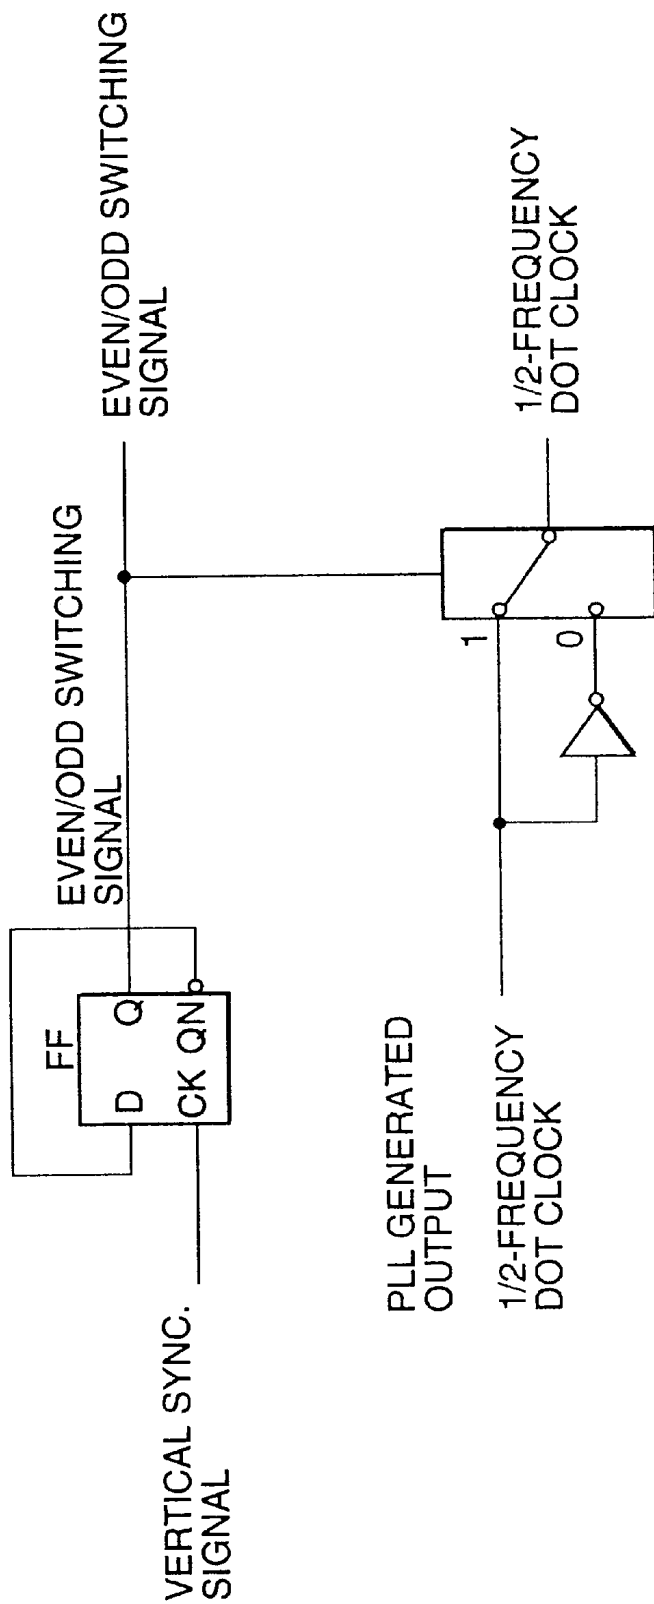 VERTICAL SYNC.
SIGNAL
FF
D
Q
CK
QN
EVEN/ODD SWITCHING
SIGNAL
EVEN/ODD SWITCHING
SIGNAL
PLL GENERATED
OUTPUT
1/2-FREQUENCY
DOT CLOCK
1
0
1/2-FREQUENCY
DOT CLOCK